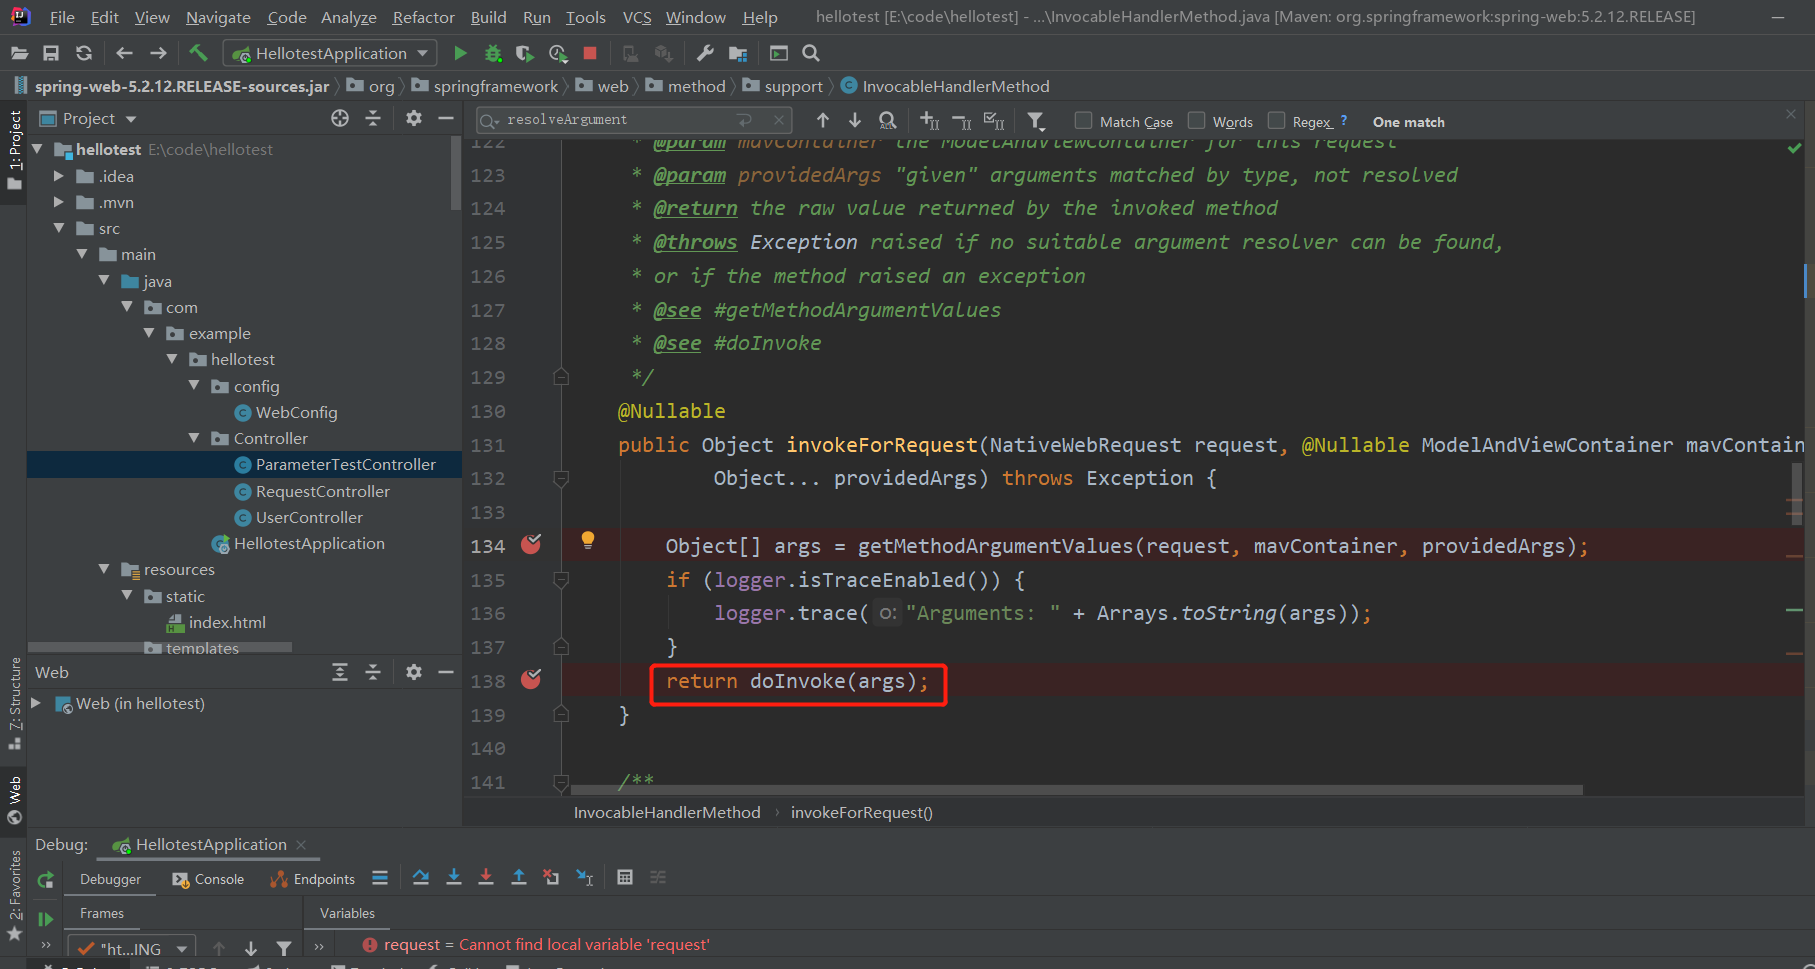 File Edit View Navigate Code Analyze Refactor Build Run Tools VCS Window Help hellotest [E:\code\hellotest] - ...\InvocableHandlerMethod.java [Maven: org.springframework:spring-web:5.2.12.RELEASE]
HellotestApplication
spring-web-5.2.12.RELEASE-sources.jar org springframework web method support InvocableHandlerMethod
1: Project
Project
hellotest E:\code\hellotest
.idea
.mvn
src
main
java
com
example
hellotest
config
WebConfig
Controller
ParameterTestController
RequestController
UserController
HellotestApplication
resources
static
index.html
templates
Web
Web (in hellotest)
Z: Structure
Web
2: Favorites
resolveArgument Match Case Words Regex ? One match
122 * @param mavContainer the ModelAndViewContainer for this request
123 * @param providedArgs "given" arguments matched by type, not resolved
124 * @return the raw value returned by the invoked method
125 * @throws Exception raised if no suitable argument resolver can be found,
126 * or if the method raised an exception
127 * @see #getMethodArgumentValues
128 * @see #doInvoke
129 */
130 @Nullable
131 public Object invokeForRequest(NativeWebRequest request, @Nullable ModelAndViewContainer mavContain
132 Object... providedArgs) throws Exception {
133
134 Object[] args = getMethodArgumentValues(request, mavContainer, providedArgs);
135 if (logger.isTraceEnabled()) {
136 logger.trace( o: "Arguments: " + Arrays.toString(args));
137 }
138 return doInvoke(args);
139 }
140
141 /**
InvocableHandlerMethod › invokeForRequest()
Debug: HellotestApplication
Debugger Console Endpoints
Frames Variables
"ht...ING request = Cannot find local variable 'request'